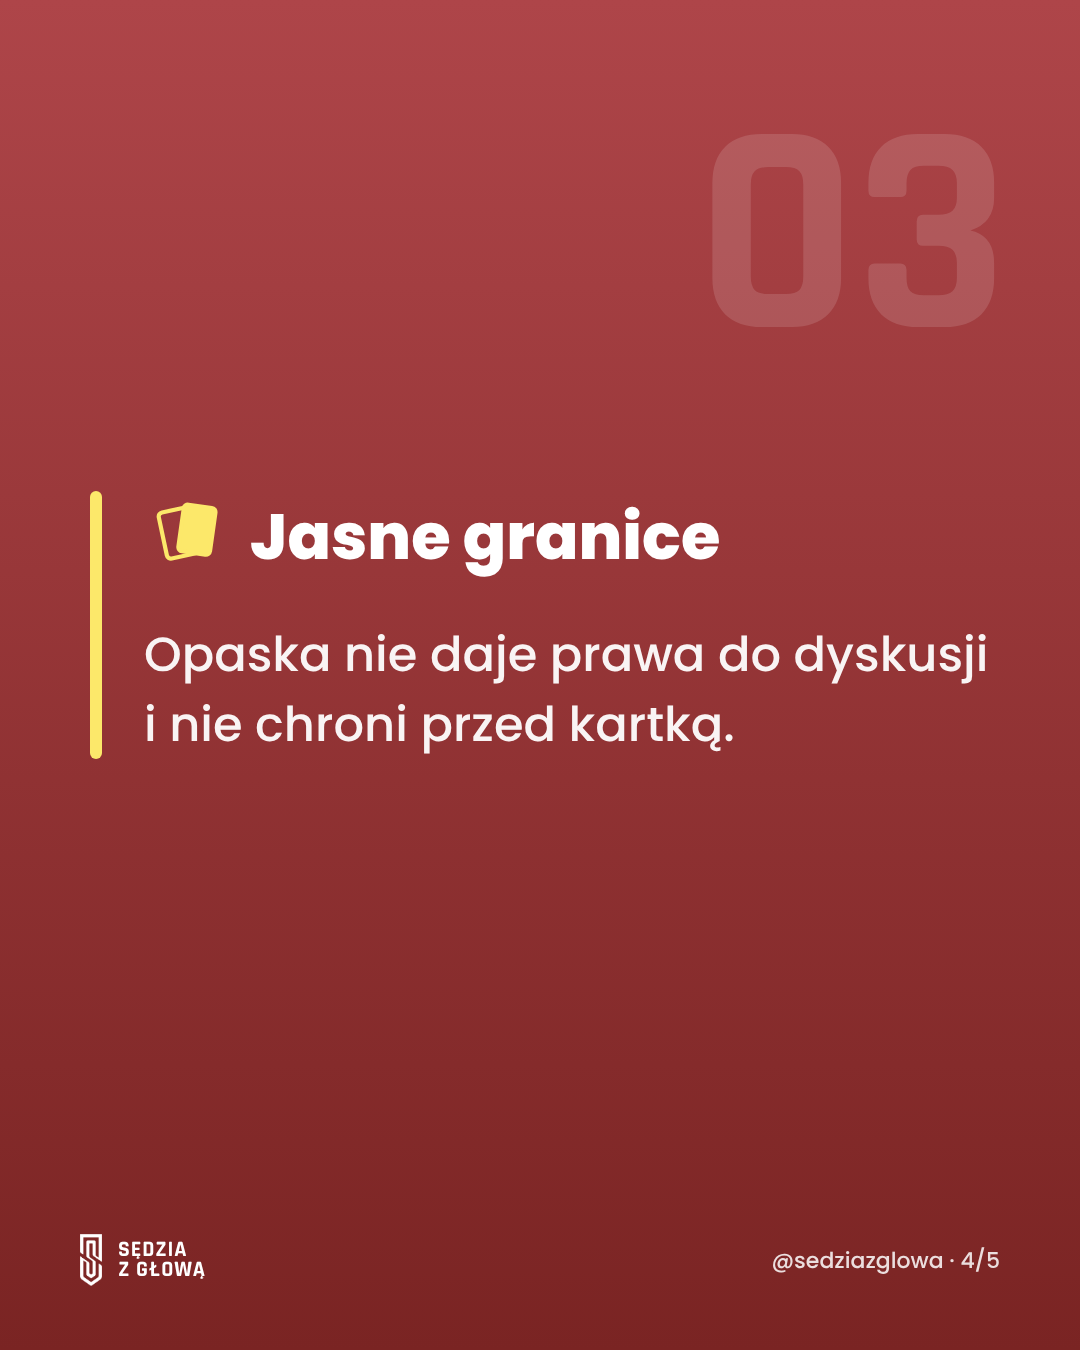 03
Jasne granice
Opaska nie daje prawa do dyskusji
i nie chroni przed kartką.
SĘDZIA
Z GŁOWĄ
@sedziazglowa · 4/5